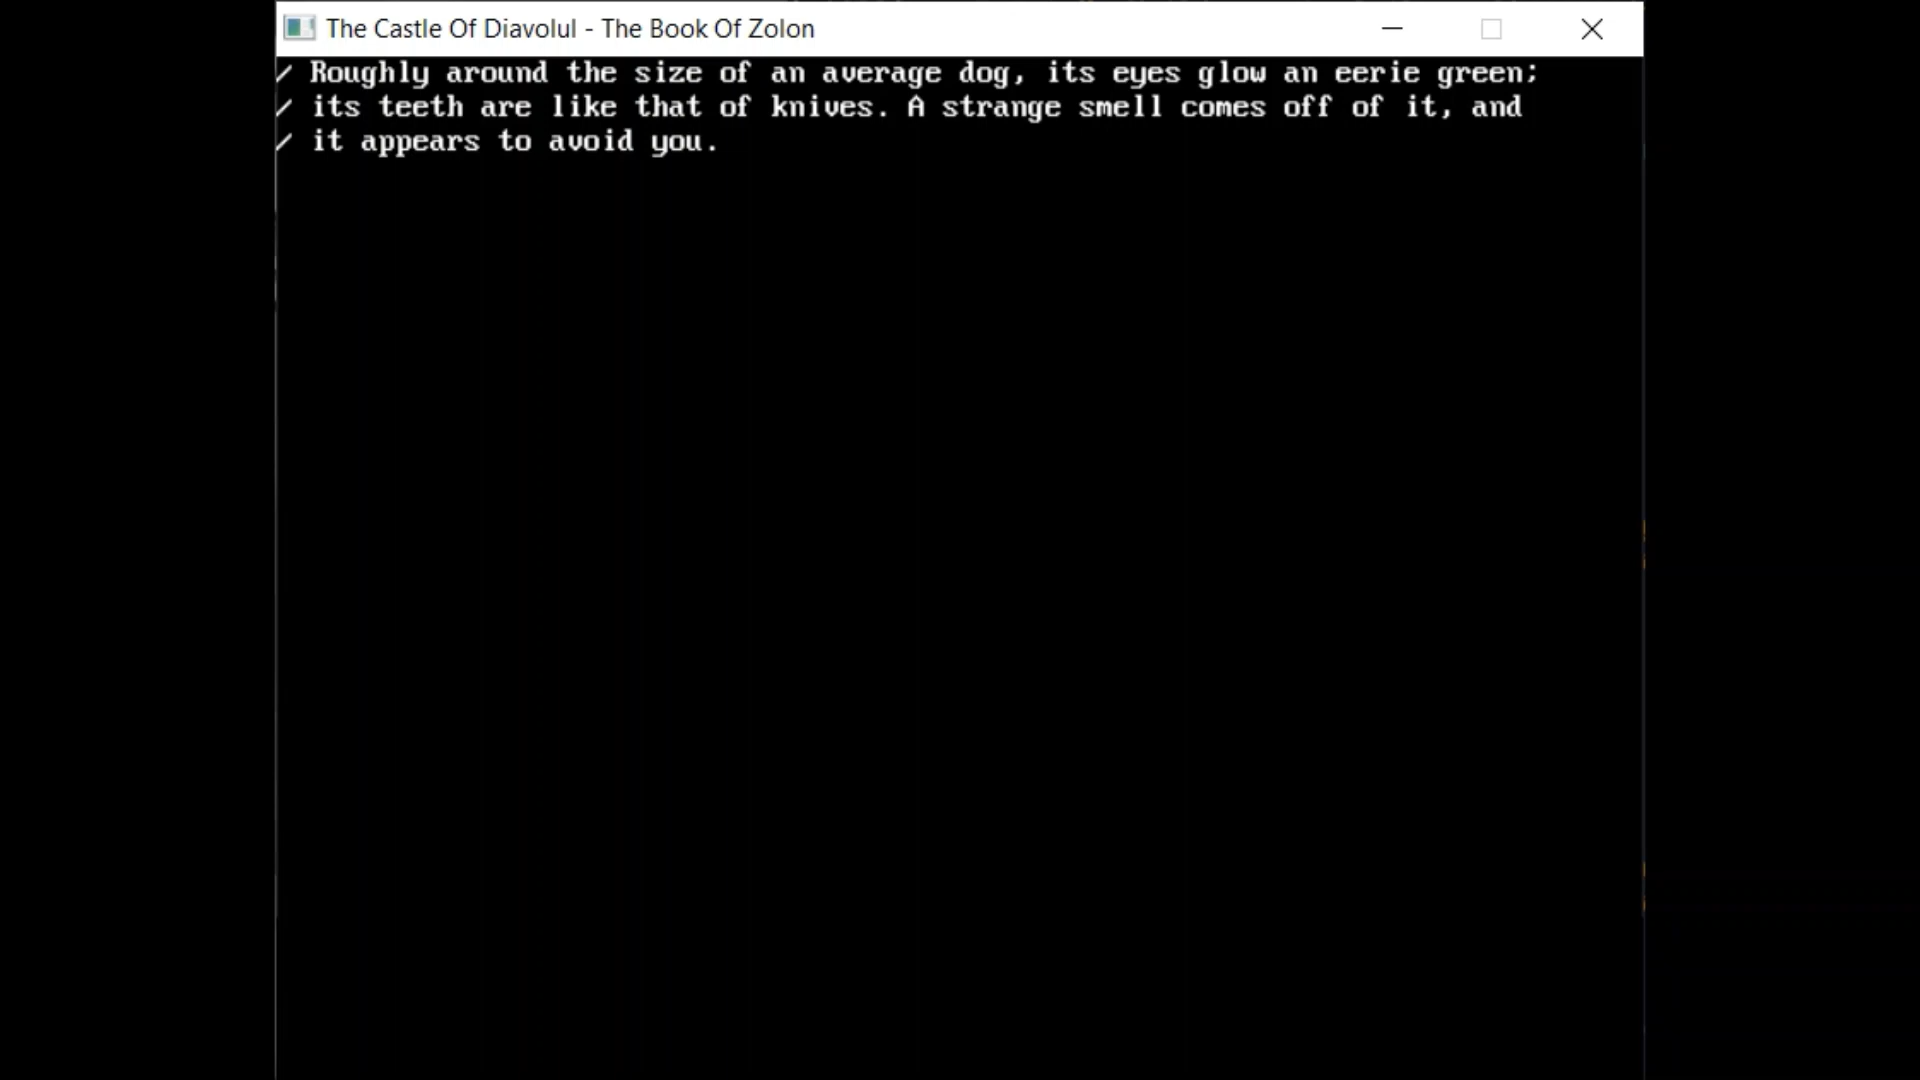 The Castle Of Diavolul - The Book Of Zolon
/ Roughly around the size of an average dog, its eyes glow an eerie green;
/ its teeth are like that of knives. A strange smell comes off of it, and
/ it appears to avoid you.